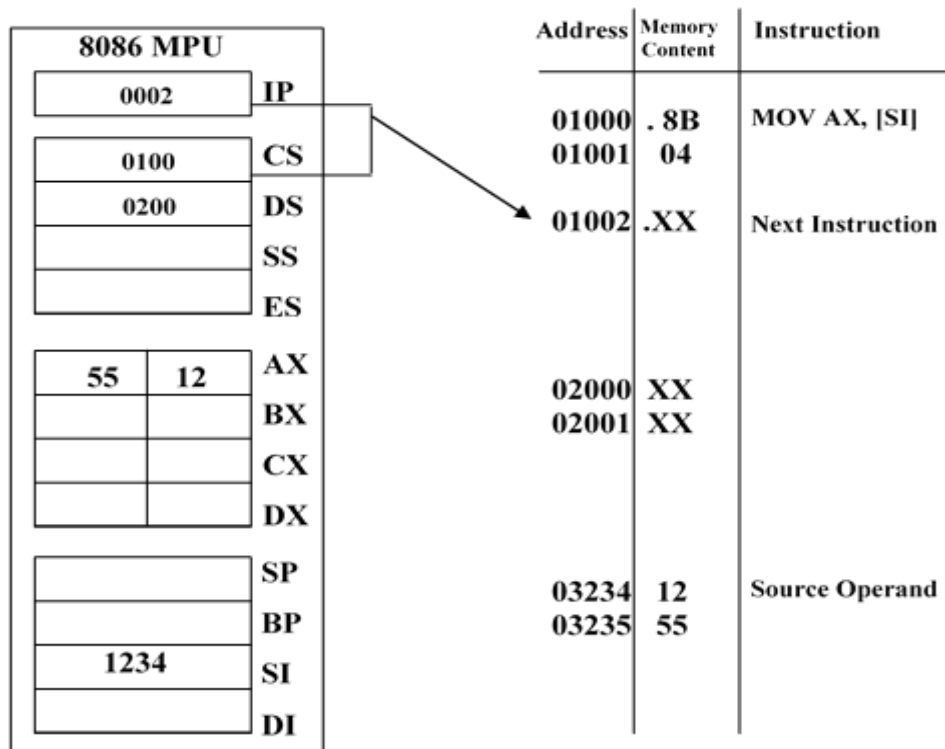 8086 MPU
0002 IP
0100 CS
0200 DS
SS
ES
55 12 AX
BX
CX
DX
SP
BP
1234 SI
DI
Address Memory Content Instruction
01000 . 8B MOV AX, [SI]
01001 04
01002 .XX Next Instruction
02000 XX
02001 XX
03234 12 Source Operand
03235 55